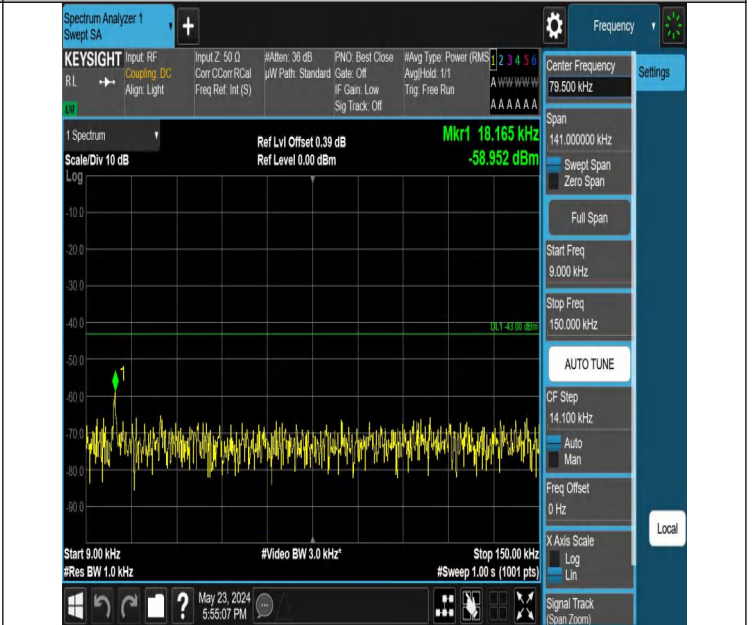 Spectrum Analyzer 1
Swept SA
Frequency
KEYSIGHT
RL
Input: RF
Coupling: DC
Align: Light
Input Z: 50 Ω
Corr CCorr RCal
Freq Ref: Int (S)
#Atten: 36 dB
µW Path: Standard
PNO: Best Close
Gate: Off
IF Gain: Low
Sig Track: Off
#Avg Type: Power (RMS
Avg|Hold: 1/1
Trig: Free Run
1 2 3 4 5 6
A W W W W W
A A A A A A
1 Spectrum
Scale/Div 10 dB
Log
Ref Lvl Offset 0.39 dB
Ref Level 0.00 dBm
Mkr1 18.165 kHz
-58.952 dBm
-10.0
-20.0
-30.0
-40.0
-50.0
-60.0
-70.0
-80.0
-90.0
DL1 -43.00 dBm
1
Start 9.00 kHz
#Res BW 1.0 kHz
#Video BW 3.0 kHz*
Stop 150.00 kHz
#Sweep 1.00 s (1001 pts)
Center Frequency
79.500 kHz
Settings
Span
141.000000 kHz
Swept Span
Zero Span
Full Span
Start Freq
9.000 kHz
Stop Freq
150.000 kHz
AUTO TUNE
CF Step
14.100 kHz
Auto
Man
Freq Offset
0 Hz
X Axis Scale
Log
Lin
Local
Signal Track
(Span Zoom)
?
May 23, 2024
5:55:07 PM